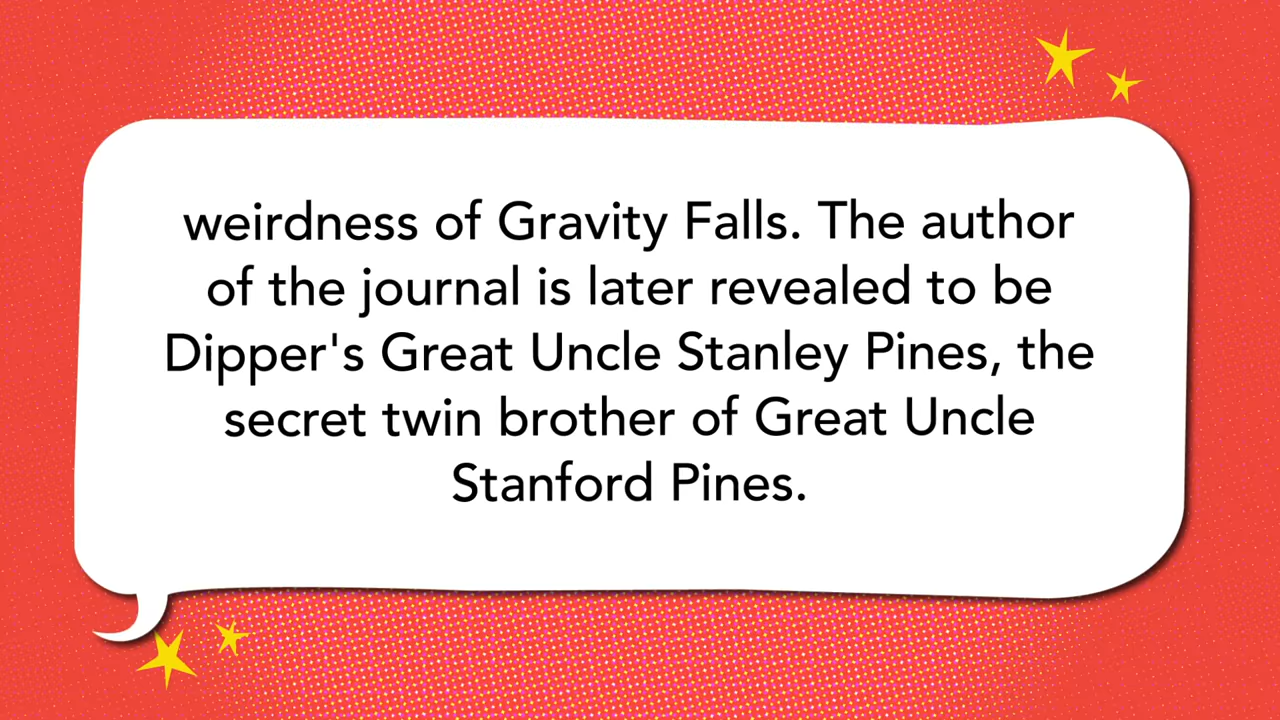 weirdness of Gravity Falls. The author
of the journal is later revealed to be
Dipper's Great Uncle Stanley Pines, the
secret twin brother of Great Uncle
Stanford Pines.